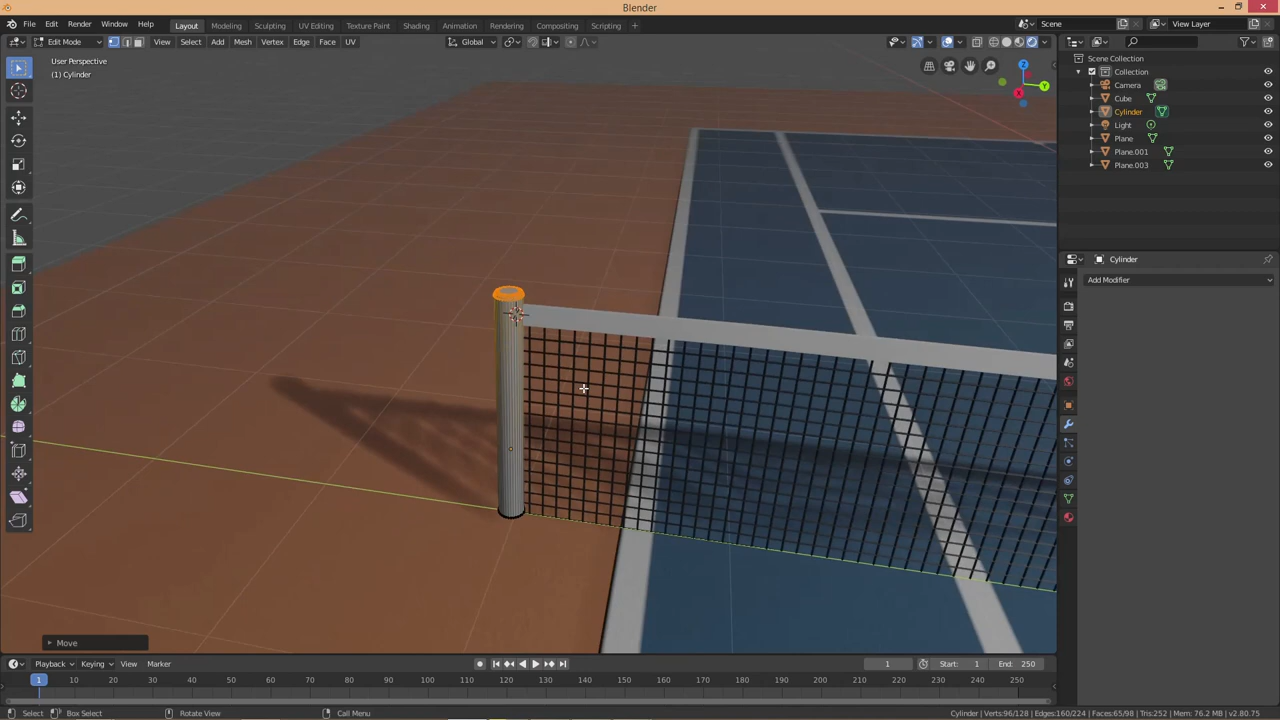 Blender
File Edit Render Window Help Layout Modeling Sculpting UV Editing Texture Paint Shading Animation Rendering Compositing Scripting + Scene View Layer
Edit Mode View Select Add Mesh Vertex Edge Face UV Global
User Perspective
(1) Cylinder
Z
Y
X
Scene Collection
Collection
Camera
Cube
Cylinder
Light
Plane
Plane.001
Plane.003
Cylinder
Add Modifier
Move
Playback Keying View Marker 1 Start: 1 End: 250
1 10 20 30 40 50 60 70 80 90 100 110 120 130 140 150 160 170 180 190 200 210 220 230 240 250
Select Box Select Rotate View Call Menu Cylinder | Verts:96/128 | Edges:160/224 | Faces:65/98 | Tris:252 | Mem: 76.2 MB | v2.80.75